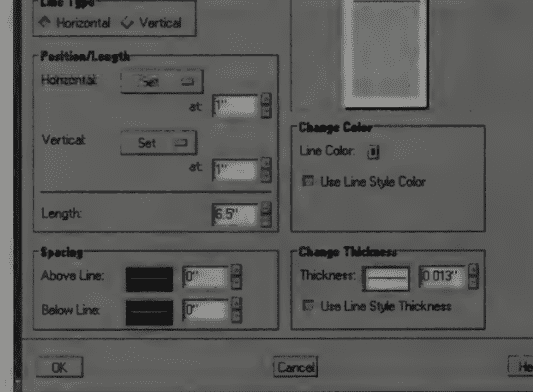 Line Type
Horizontal Vertical
Position/Length
Horizontal: Set
at: 1"
Vertical: Set
at: 1"
Length: 6.5"
Change Color
Line Color:
Use Line Style Color
Spacing
Above Line: 0"
Below Line: 0"
Change Thickness
Thickness: 0.013"
Use Line Style Thickness
OK Cancel